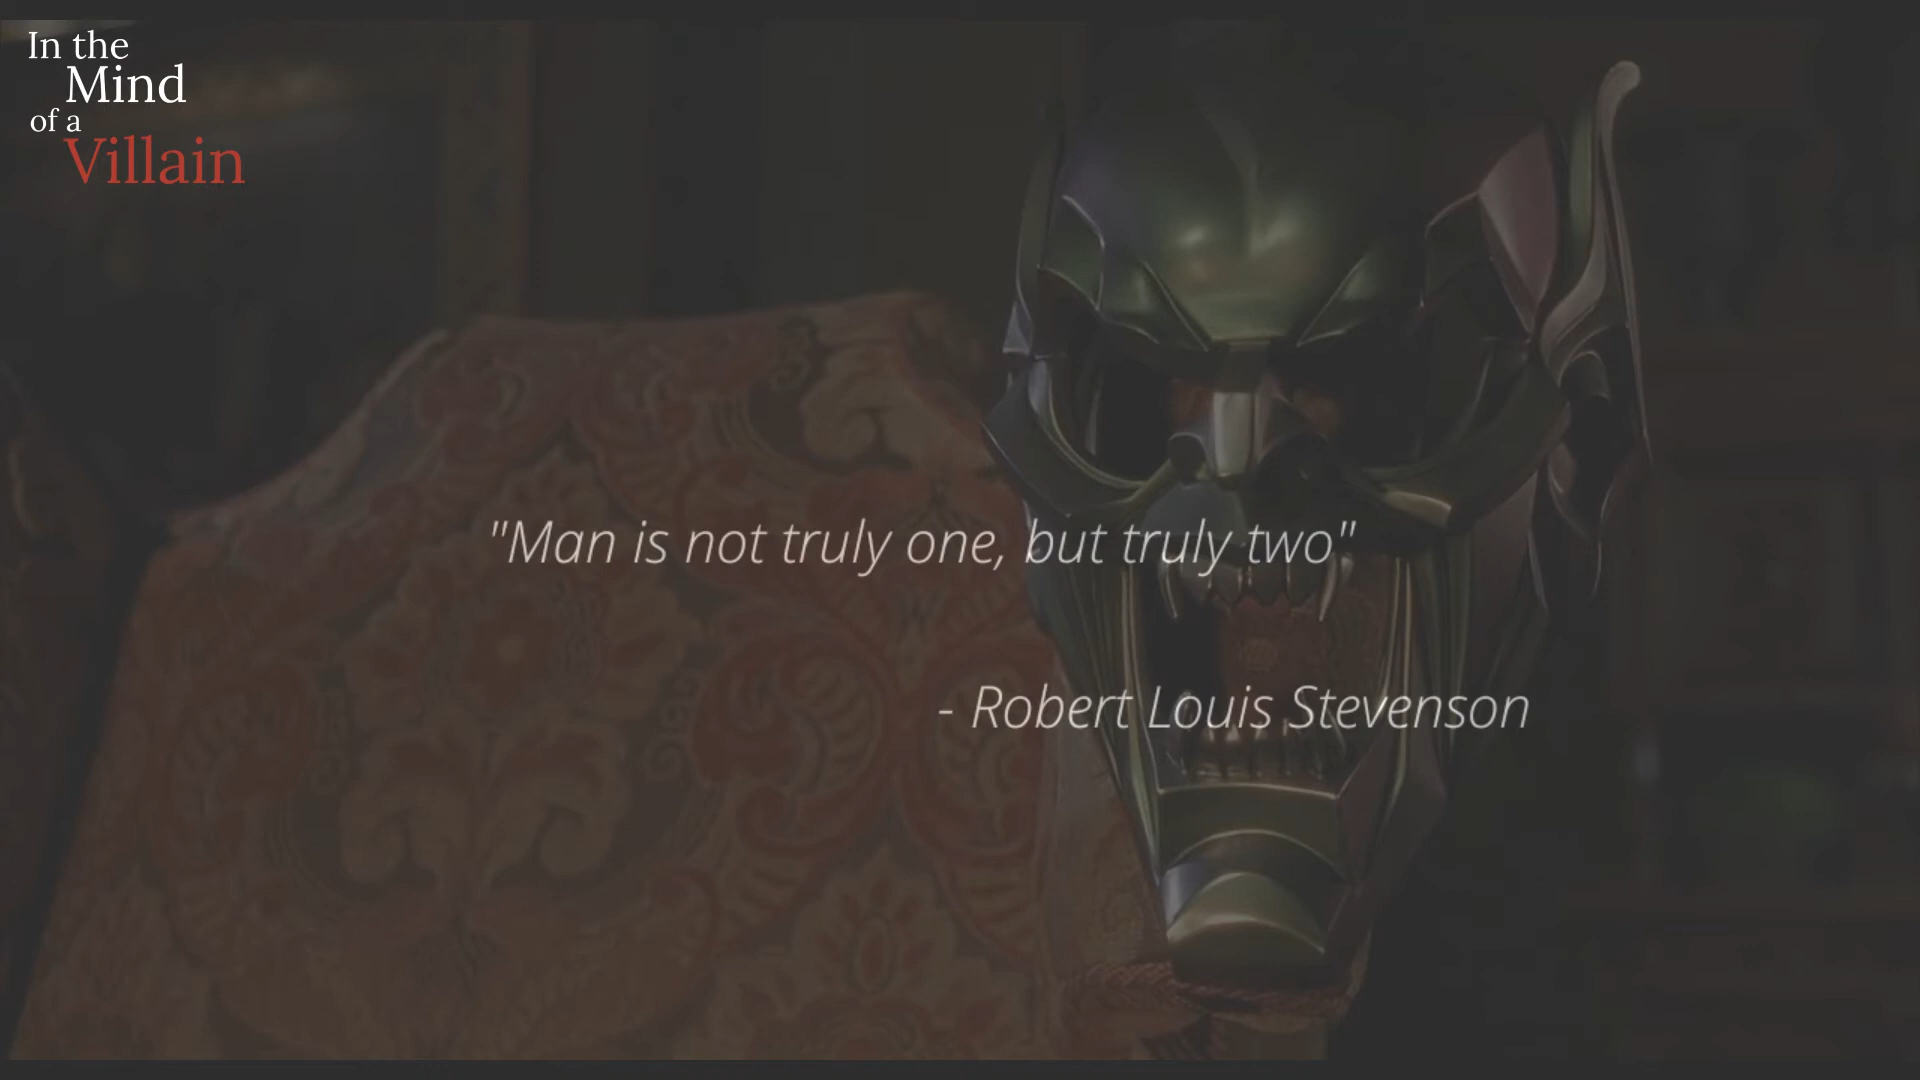 In the
Mind
of a
Villain
"Man is not truly one, but truly two"
- Robert Louis Stevenson